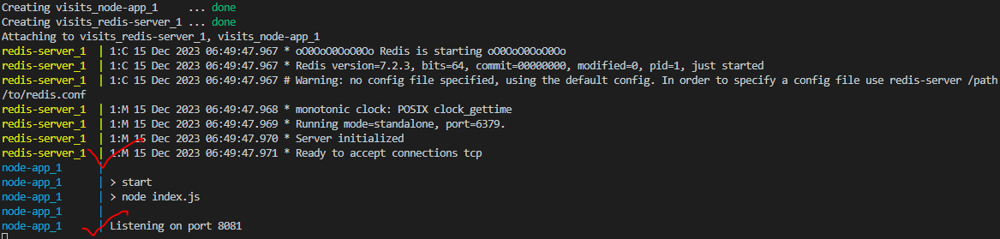 Creating visits_node-app_1     ... done
Creating visits_redis-server_1 ... done
Attaching to visits_redis-server_1, visits_node-app_1
redis-server_1  | 1:C 15 Dec 2023 06:49:47.967 * oO0OoO0OoO0Oo Redis is starting oO0OoO0OoO0Oo
redis-server_1  | 1:C 15 Dec 2023 06:49:47.967 * Redis version=7.2.3, bits=64, commit=00000000, modified=0, pid=1, just started
redis-server_1  | 1:C 15 Dec 2023 06:49:47.967 # Warning: no config file specified, using the default config. In order to specify a config file use redis-server /path
/to/redis.conf
redis-server_1  | 1:M 15 Dec 2023 06:49:47.968 * monotonic clock: POSIX clock_gettime
redis-server_1  | 1:M 15 Dec 2023 06:49:47.969 * Running mode=standalone, port=6379.
redis-server_1  | 1:M 15 Dec 2023 06:49:47.970 * Server initialized
redis-server_1  | 1:M 15 Dec 2023 06:49:47.971 * Ready to accept connections tcp
node-app_1      |
node-app_1      | > start
node-app_1      | > node index.js
node-app_1      |
node-app_1      | Listening on port 8081